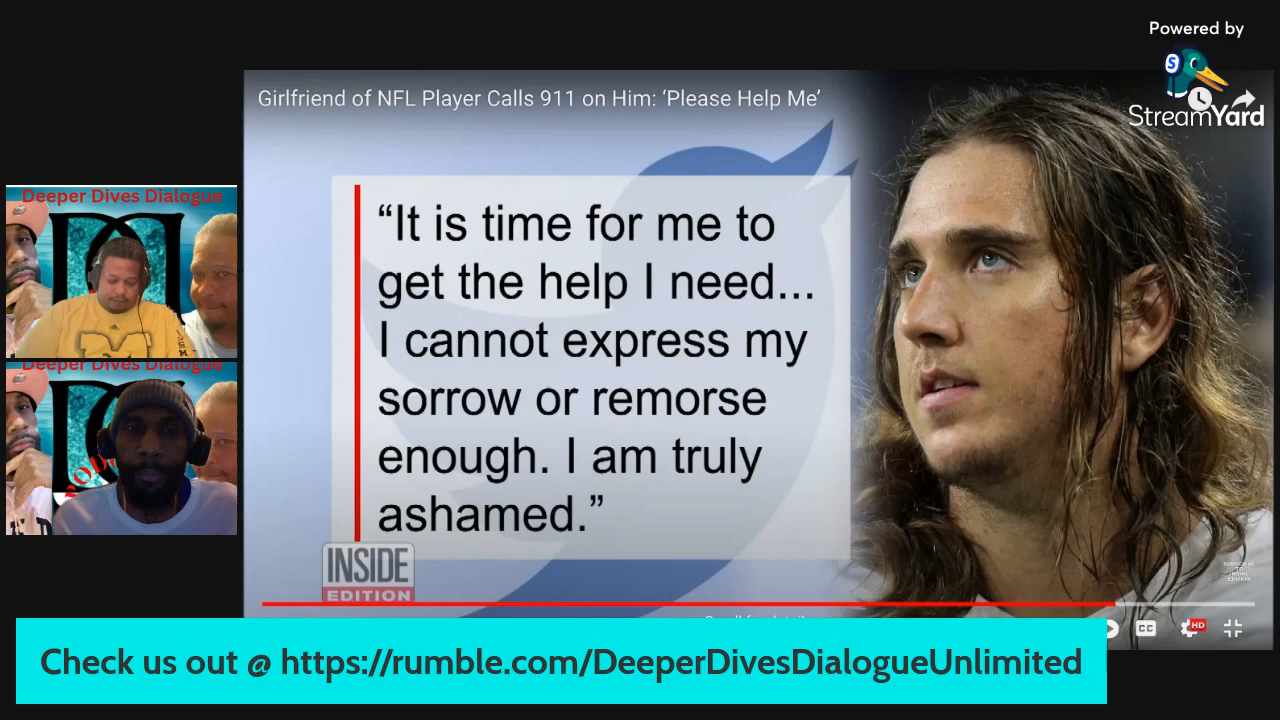 Powered by
StreamYard
Girlfriend of NFL Player Calls 911 on Him: ‘Please Help Me’
“It is time for me to
get the help I need...
I cannot express my
sorrow or remorse
enough. I am truly
ashamed.”
INSIDE
EDITION
Deeper Dives Dialogue
Deeper Dives Dialogue
CC
HD
Check us out @ https://rumble.com/DeeperDivesDialogueUnlimited